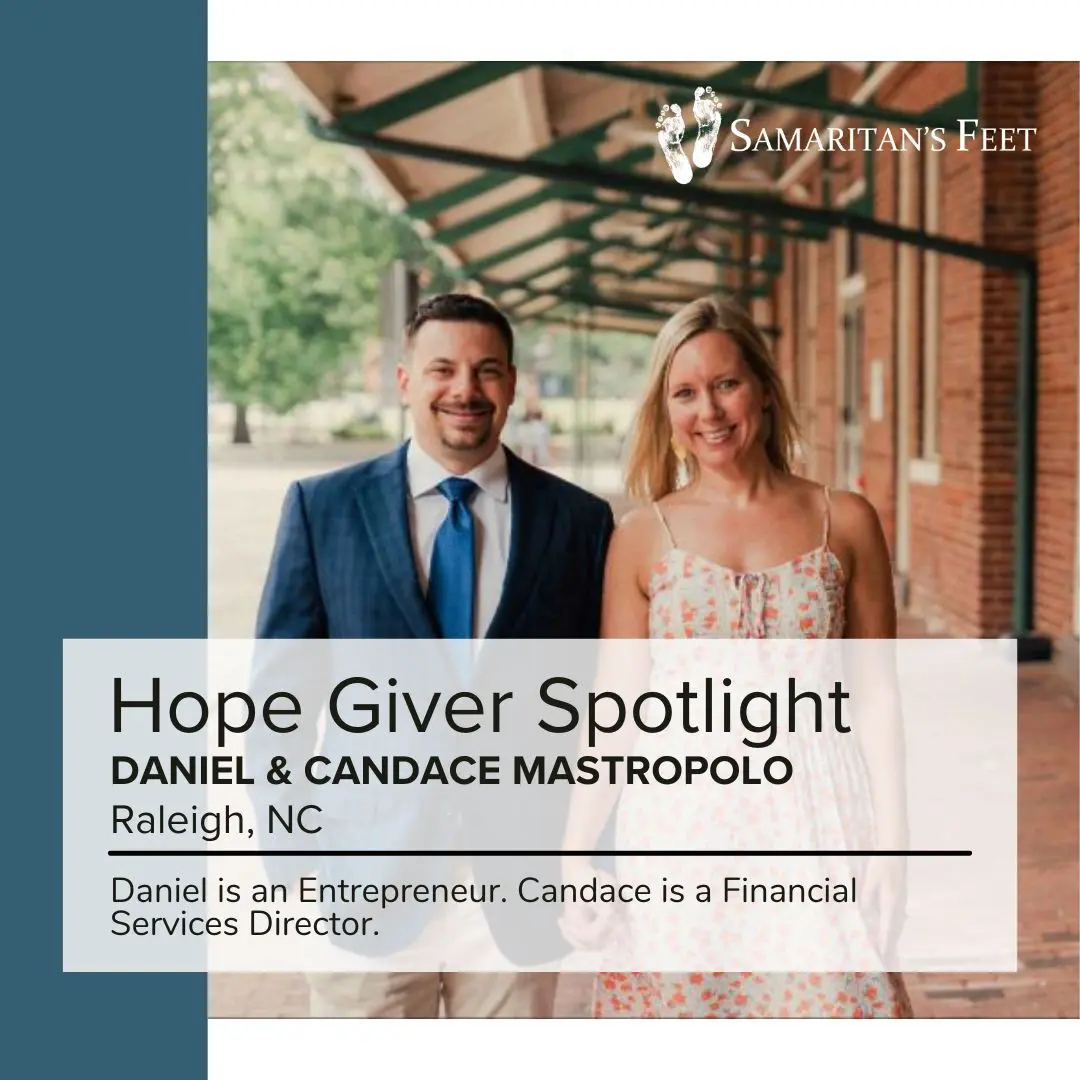 SAMARITAN'S FEET
Hope Giver Spotlight
DANIEL & CANDACE MASTROPOLO
Raleigh, NC
Daniel is an Entrepreneur. Candace is a Financial
Services Director.